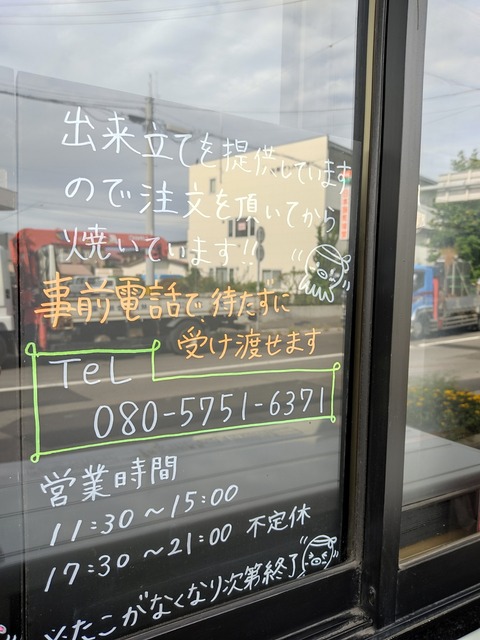 出来立てを提供しています
ので注文を頂いてから
焼いています!!
事前電話で、待たずに
受け渡せます
TeL
080-5751-6371
営業時間
11:30～15:00
17:30～21:00 不定休
※たこがなくなり次第終了